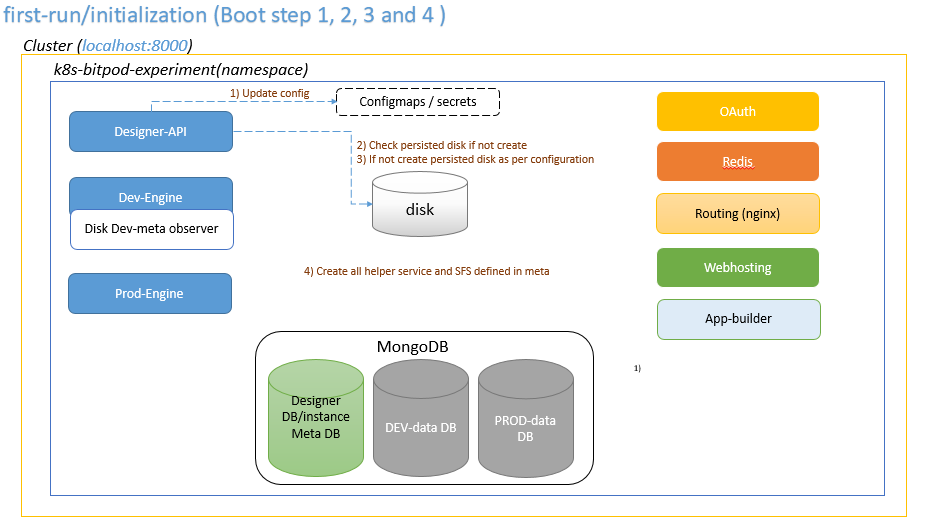 first-run/initialization (Boot step 1, 2, 3 and 4 )
Cluster (localhost:8000)
k8s-bitpod-experiment(namespace)
1) Update config
Configmaps / secrets
Designer-API
2) Check persisted disk if not create
3) If not create persisted disk as per configuration
disk
Dev-Engine
Disk Dev-meta observer
4) Create all helper service and SFS defined in meta
Prod-Engine
OAuth
Redis
Routing (nginx)
Webhosting
App-builder
1)
MongoDB
Designer
DB/instance
Meta DB
DEV-data DB
PROD-data
DB